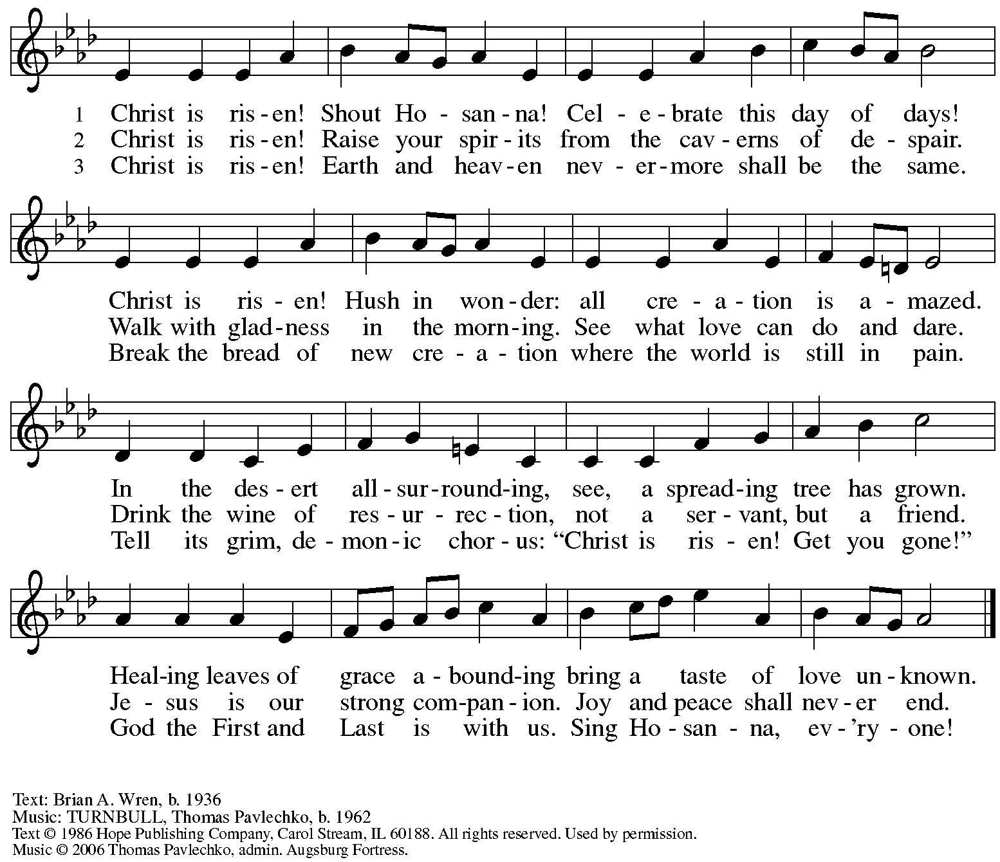 1 Christ is ris - en! Shout Ho - san - na! Cel - e - brate this day of days!
2 Christ is ris - en! Raise your spir - its from the cav - erns of de - spair.
3 Christ is ris - en! Earth and heav - en nev - er - more shall be the same.
Christ is ris - en! Hush in won - der: all cre - a - tion is a - mazed.
Walk with glad - ness in the morn - ing. See what love can do and dare.
Break the bread of new cre - a - tion where the world is still in pain.
In the des - ert all - sur - round - ing, see, a spread - ing tree has grown.
Drink the wine of res - ur - rec - tion, not a ser - vant, but a friend.
Tell its grim, de - mon - ic chor - us: “Christ is ris - en! Get you gone!”
Heal - ing leaves of grace a - bound - ing bring a taste of love un - known.
Je - sus is our strong com - pan - ion. Joy and peace shall nev - er end.
God the First and Last is with us. Sing Ho - san - na, ev - ’ry - one!
Text: Brian A. Wren, b. 1936
Music: TURNBULL, Thomas Pavlechko, b. 1962
Text © 1986 Hope Publishing Company, Carol Stream, IL 60188. All rights reserved. Used by permission.
Music © 2006 Thomas Pavlechko, admin. Augsburg Fortress.